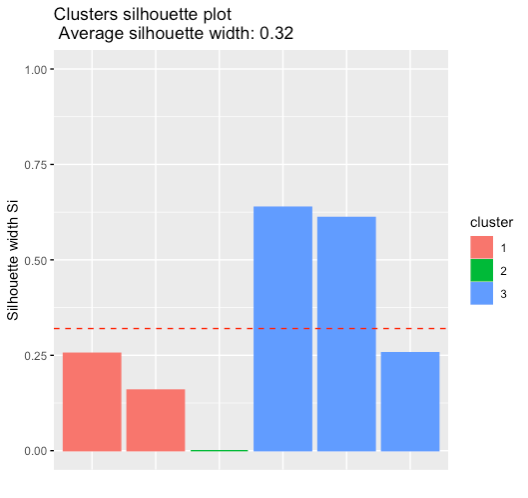 Clusters silhouette plot
Average silhouette width: 0.32
1.00
0.75
0.50
0.25
0.00
Silhouette width Si
cluster
1
2
3